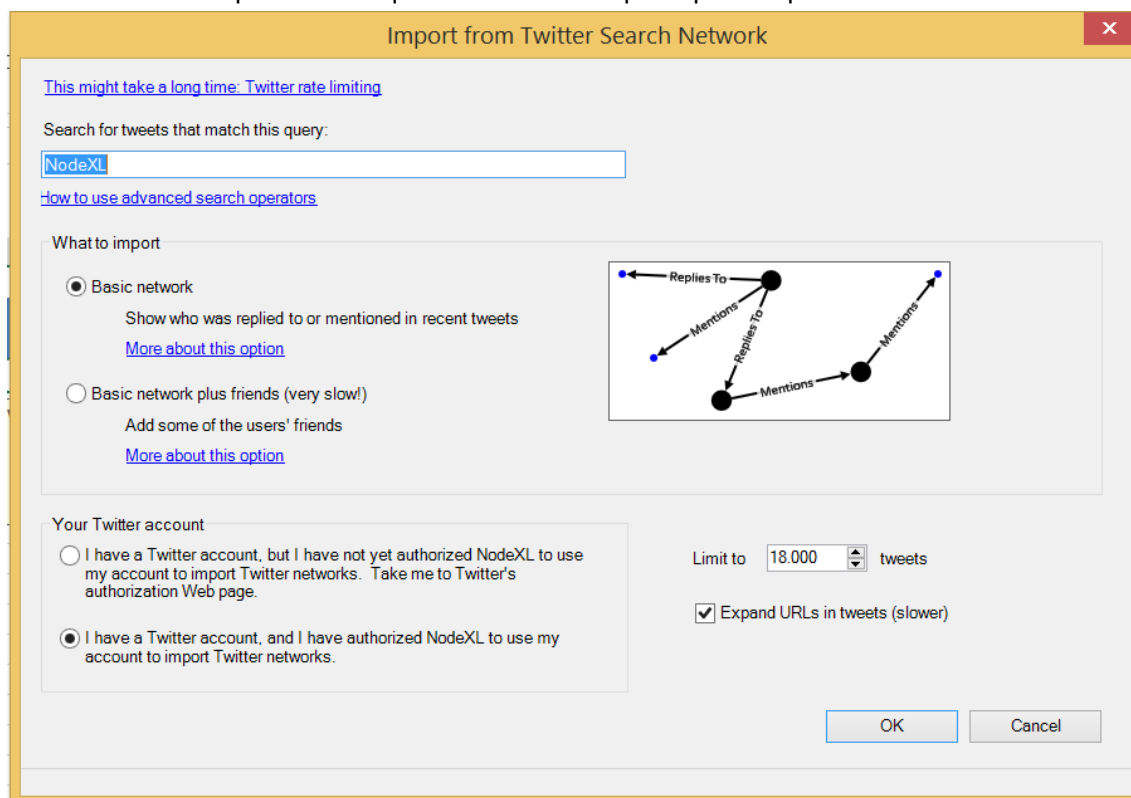 Import from Twitter Search Network
This might take a long time: Twitter rate limiting
Search for tweets that match this query:
NodeXL
How to use advanced search operators
What to import
Basic network
Show who was replied to or mentioned in recent tweets
More about this option
Basic network plus friends (very slow!)
Add some of the users' friends
More about this option
Replies To
Mentions
Replies To
Mentions
Mentions
Your Twitter account
I have a Twitter account, but I have not yet authorized NodeXL to use
my account to import Twitter networks. Take me to Twitter's
authorization Web page.
I have a Twitter account, and I have authorized NodeXL to use my
account to import Twitter networks.
Limit to 18.000 tweets
Expand URLs in tweets (slower)
OK Cancel